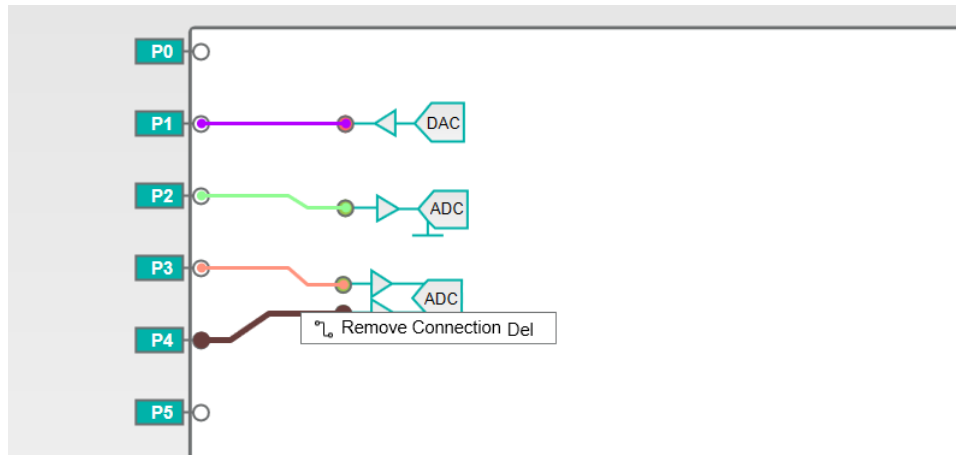 P0
P1
DAC
P2
ADC
P3
ADC
Remove Connection Del
P4
P5